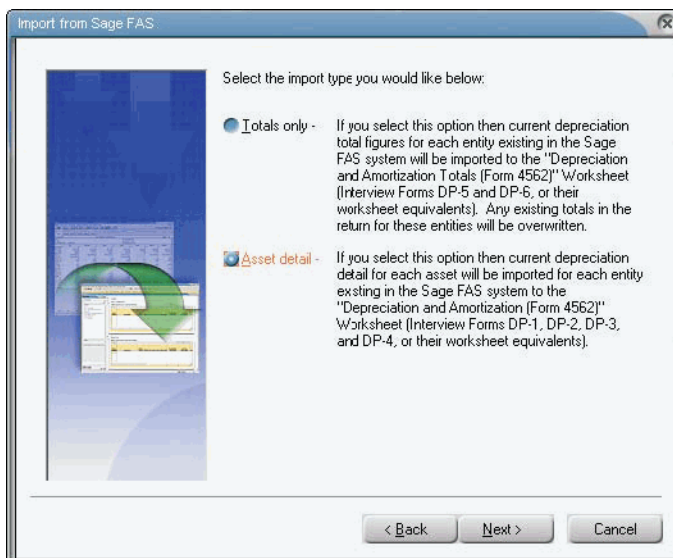 Import from Sage FAS
Select the import type you would like below:
Totals only -
If you select this option then current depreciation
total figures for each entity existing in the Sage
FAS system will be imported to the "Depreciation
and Amortization Totals (Form 4562)" Worksheet
(Interview Forms DP-5 and DP-6, or their
worksheet equivalents). Any existing totals in the
return for these entities will be overwritten.
Asset detail -
If you select this option then current depreciation
detail for each asset will be imported for each entity
existing in the Sage FAS system to the
"Depreciation and Amortization (Form 4562)"
Worksheet (Interview Forms DP-1, DP-2, DP-3,
and DP-4, or their worksheet equivalents).
< Back
Next >
Cancel